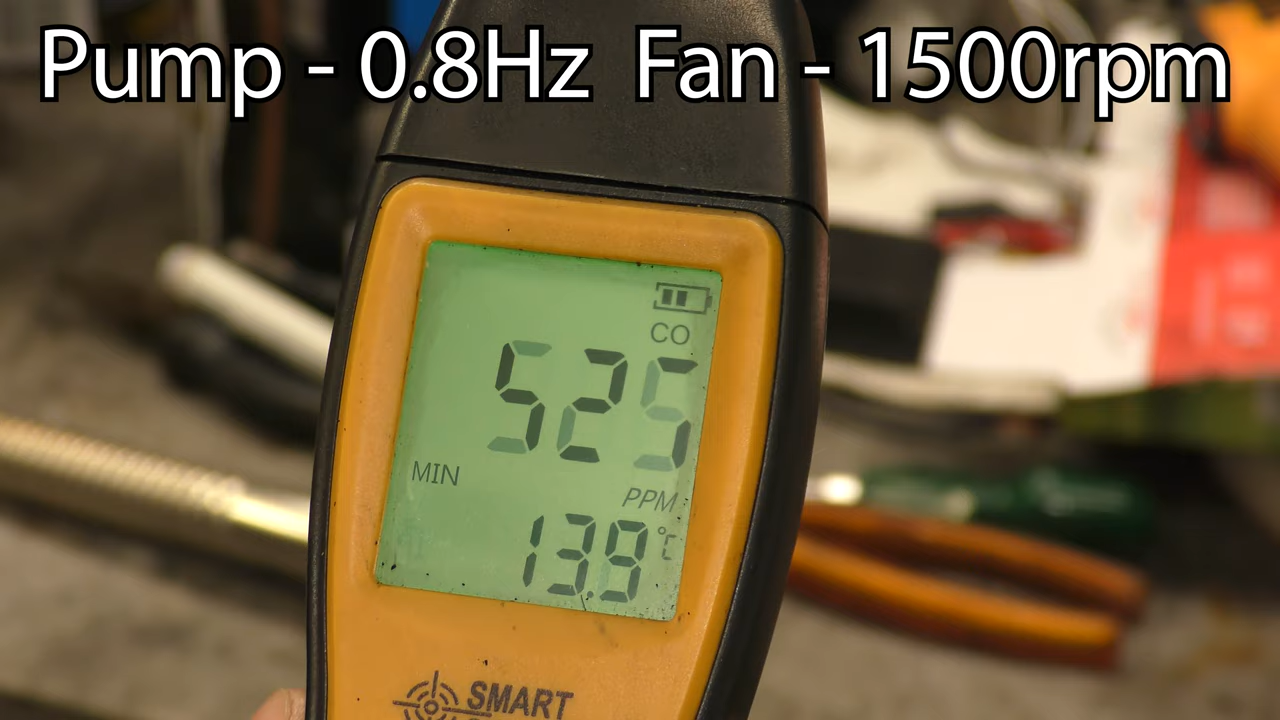 Pump - 0.8Hz Fan - 1500rpm
CO
525
MIN
PPM
13.9 °C
SMART